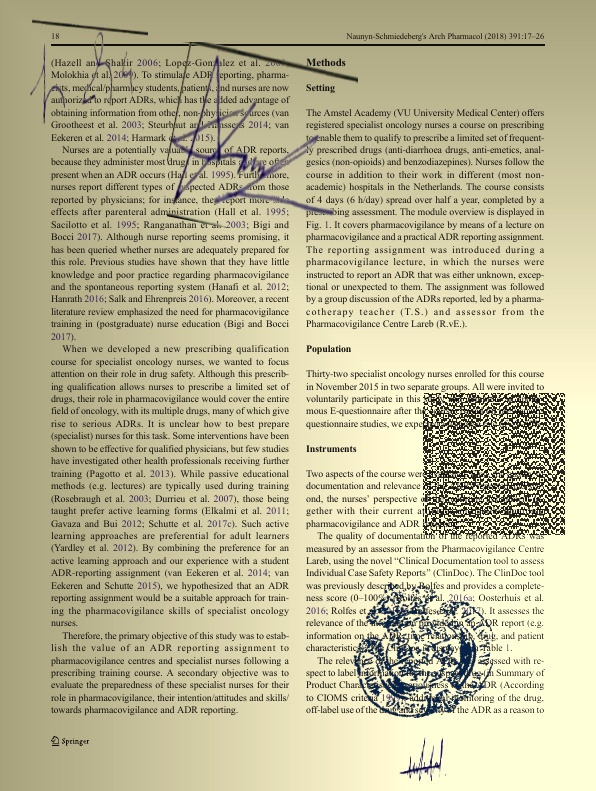 18
Naunyn-Schmiedeberg's Arch Pharmacol (2018) 391:17–26
(Hazell and Shakir 2006; Lopez-Gonzalez et al. 2009;
Molokhia et al. 2009). To stimulate ADR reporting, pharma-
cists, medical/pharmacy students, patients, and nurses are now
authorized to report ADRs, which has the added advantage of
obtaining information from other, non-physician sources (van
Grootheest et al. 2003; Steurbaut and Hanssens 2014; van
Eekeren et al. 2014; Harmark 2015).
Nurses are a potentially valuable source of ADR reports,
because they administer most drugs in hospitals and are often
present when an ADR occurs (Hall et al. 1995). Furthermore,
nurses report different types of suspected ADRs from those
reported by physicians; for instance, they report more side
effects after parenteral administration (Hall et al. 1995;
Sacilotto et al. 1995; Ranganathan et al. 2003; Bigi and
Bocci 2017). Although nurse reporting seems promising, it
has been queried whether nurses are adequately prepared for
this role. Previous studies have shown that they have little
knowledge and poor practice regarding pharmacovigilance
and the spontaneous reporting system (Hanafi et al. 2012;
Hanrath 2016; Salk and Ehrenpreis 2016). Moreover, a recent
literature review emphasized the need for pharmacovigilance
training in (postgraduate) nurse education (Bigi and Bocci
2017).
When we developed a new prescribing qualification
course for specialist oncology nurses, we wanted to focus
attention on their role in drug safety. Although this prescrib-
ing qualification allows nurses to prescribe a limited set of
drugs, their role in pharmacovigilance would cover the entire
field of oncology, with its multiple drugs, many of which give
rise to serious ADRs. It is unclear how to best prepare
(specialist) nurses for this task. Some interventions have been
shown to be effective for qualified physicians, but few studies
have investigated other health professionals receiving further
training (Pagotto et al. 2013). While passive educational
methods (e.g. lectures) are typically used during training
(Rosebraugh et al. 2003; Durrieu et al. 2007), those being
taught prefer active learning forms (Elkalmi et al. 2011;
Gavaza and Bui 2012; Schutte et al. 2017c). Such active
learning approaches are preferential for adult learners
(Yardley et al. 2012). By combining the preference for an
active learning approach and our experience with a student
ADR-reporting assignment (van Eekeren et al. 2014; van
Eekeren and Schutte 2015), we hypothesized that an ADR
reporting assignment would be a suitable approach for train-
ing the pharmacovigilance skills of specialist oncology
nurses.
Therefore, the primary objective of this study was to estab-
lish the value of an ADR reporting assignment to
pharmacovigilance centres and specialist nurses following a
prescribing training course. A secondary objective was to
evaluate the preparedness of these specialist nurses for their
role in pharmacovigilance, their intention/attitudes and skills/
towards pharmacovigilance and ADR reporting.
Methods
Setting
The Amstel Academy (VU University Medical Center) offers
registered specialist oncology nurses a course on prescribing
to enable them to qualify to prescribe a limited set of frequent-
ly prescribed drugs (anti-diarrhoea drugs, anti-emetics, anal-
gesics (non-opioids) and benzodiazepines). Nurses follow the
course in addition to their work in different (most non-
academic) hospitals in the Netherlands. The course consists
of 4 days (6 h/day) spread over half a year, completed by a
prescribing assessment. The module overview is displayed in
Fig. 1. It covers pharmacovigilance by means of a lecture on
pharmacovigilance and a practical ADR reporting assignment.
The reporting assignment was introduced during a
pharmacovigilance lecture, in which the nurses were
instructed to report an ADR that was either unknown, excep-
tional or unexpected to them. The assignment was followed
by a group discussion of the ADRs reported, led by a pharma-
cotherapy teacher (T.S.) and assessor from the
Pharmacovigilance Centre Lareb (R.vE.).
Population
Thirty-two specialist oncology nurses enrolled for this course
in November 2015 in two separate groups. All were invited to
voluntarily participate in this
mous E-questionnaire after the
questionnaire studies, we
Instruments
Two aspects of the course were
documentation and relevance
ond, the nurses' perspective
gether with their current
pharmacovigilance and ADR
The quality of documentation of the reported ADRs was
measured by an assessor from the Pharmacovigilance Centre
Lareb, using the novel "Clinical Documentation tool to assess
Individual Case Safety Reports" (ClinDoc). The ClinDoc tool
was previously described by Rolfes and provides a complete-
ness score (0–100%) et al. 2016a; Oosterhuis et al.
2016; Rolfes et 2017). It assesses the
relevance of the an ADR report (e.g.
information on the ADR, drug, and patient
characteristics Table 1.
The relevance assessed with re-
spect to label Summary of
Product ADR (According
to CIOMS criteria monitoring of the drug,
off-label use of the drug and of the ADR as a reason to
Springer